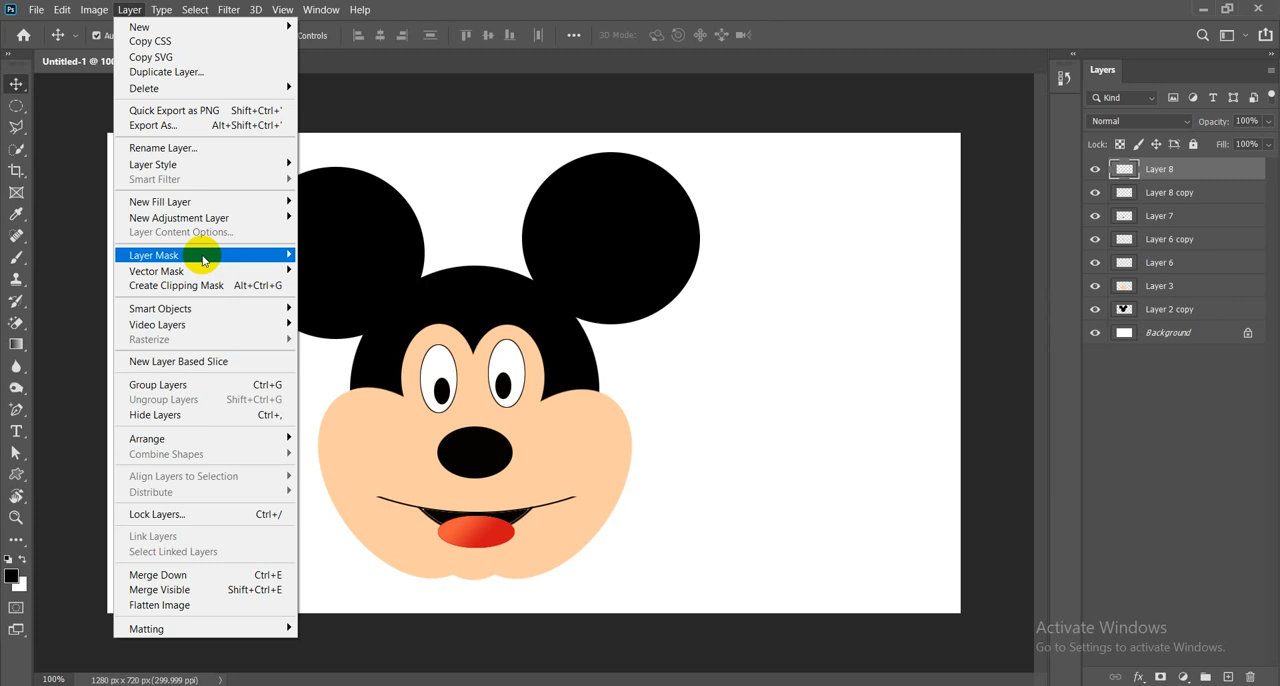 Ps File Edit Image Layer Type Select Filter 3D View Window Help
Controls 3D Mode:
Untitled-1 @ 100
New
Copy CSS
Copy SVG
Duplicate Layer...
Delete
Quick Export as PNG Shift+Ctrl+'
Export As... Alt+Shift+Ctrl+'
Rename Layer...
Layer Style
Smart Filter
New Fill Layer
New Adjustment Layer
Layer Content Options...
Layer Mask
Vector Mask
Create Clipping Mask Alt+Ctrl+G
Smart Objects
Video Layers
Rasterize
New Layer Based Slice
Group Layers Ctrl+G
Ungroup Layers Shift+Ctrl+G
Hide Layers Ctrl+,
Arrange
Combine Shapes
Align Layers to Selection
Distribute
Lock Layers... Ctrl+/
Link Layers
Select Linked Layers
Merge Down Ctrl+E
Merge Visible Shift+Ctrl+E
Flatten Image
Matting
Layers
Kind
Normal Opacity: 100%
Lock: Fill: 100%
Layer 8
Layer 8 copy
Layer 7
Layer 6 copy
Layer 6
Layer 3
Layer 2 copy
Background
Activate Windows
Go to Settings to activate Windows.
100% 1280 px x 720 px (299.999 ppi)